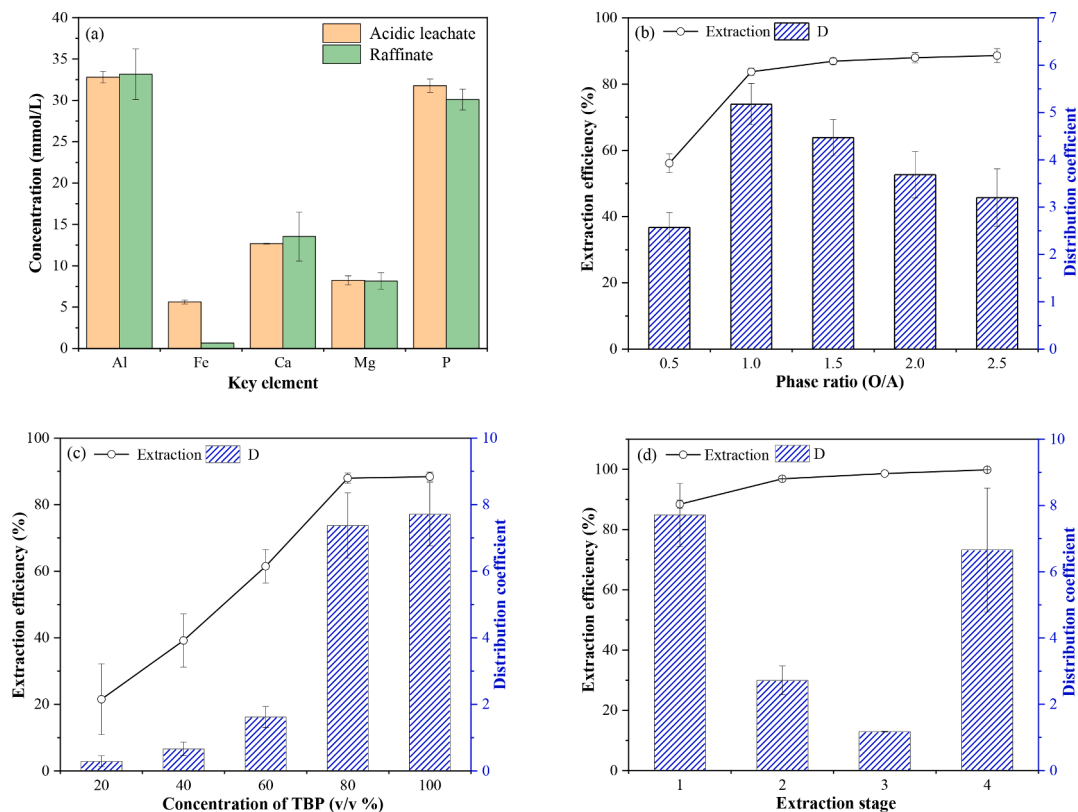 (a)
Acidic leachate
Raffinate
Concentration (mmol/L)
40
35
30
25
20
15
10
5
0
Al Fe Ca Mg P
Key element
(b)
Extraction D
Extraction efficiency (%)
100
80
60
40
20
0
7
6
5
4
3
2
1
0
Distribution coefficient
0.5 1.0 1.5 2.0 2.5
Phase ratio (O/A)
(c)
Extraction D
Extraction efficiency (%)
100
80
60
40
20
0
10
8
6
4
2
0
Distribution coefficient
20 40 60 80 100
Concentration of TBP (v/v %)
(d)
Extraction D
Extraction efficiency (%)
100
90
80
70
60
50
40
30
20
10
0
10
8
6
4
2
0
Distribution coefficient
1 2 3 4
Extraction stage